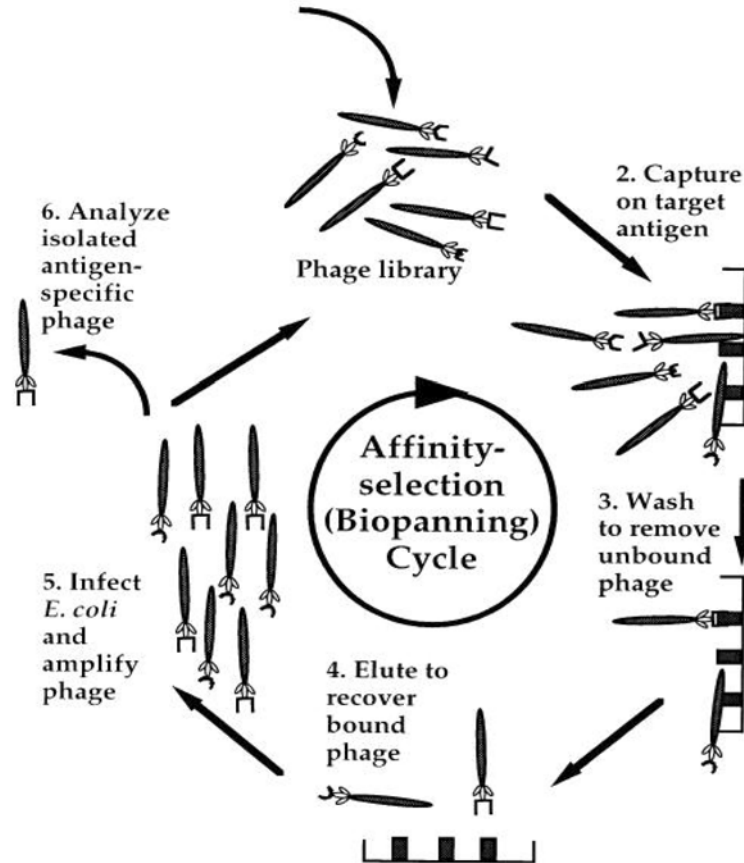 Phage library
2. Capture
on target
antigen
3. Wash
to remove
unbound
phage
4. Elute to
recover
bound
phage
5. Infect
E. coli
and
amplify
phage
6. Analyze
isolated
antigen-
specific
phage
Affinity-
selection
(Biopanning)
Cycle